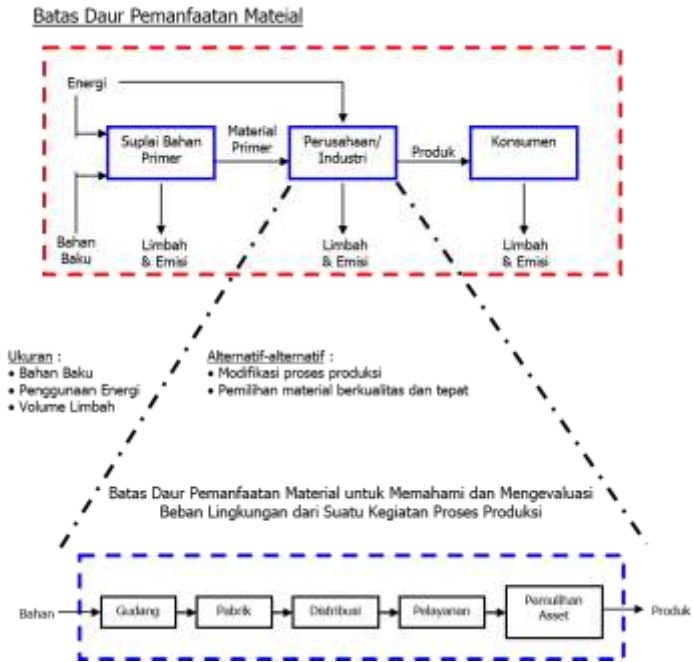 Batas Daur Pemanfaatan Mateial
Energi
Suplai Bahan
Primer
Material
Primer
Perusahaan/
Industri
Produk
Konsumen
Bahan
Baku
Limbah
& Emisi
Limbah
& Emisi
Limbah
& Emisi
Ukuran :
• Bahan Baku
• Penggunaan Energi
• Volume Limbah
Alternatif-alternatif :
• Modifikasi proses produksi
• Pemilihan material berkualitas dan tepat
Batas Daur Pemanfaatan Material untuk Memahami dan Mengevaluasi
Beban Lingkungan dari Suatu Kegiatan Proses Produksi
Bahan
Gudang
Pabrik
Distribusi
Pelayanan
Pemulihan
Asset
Produk